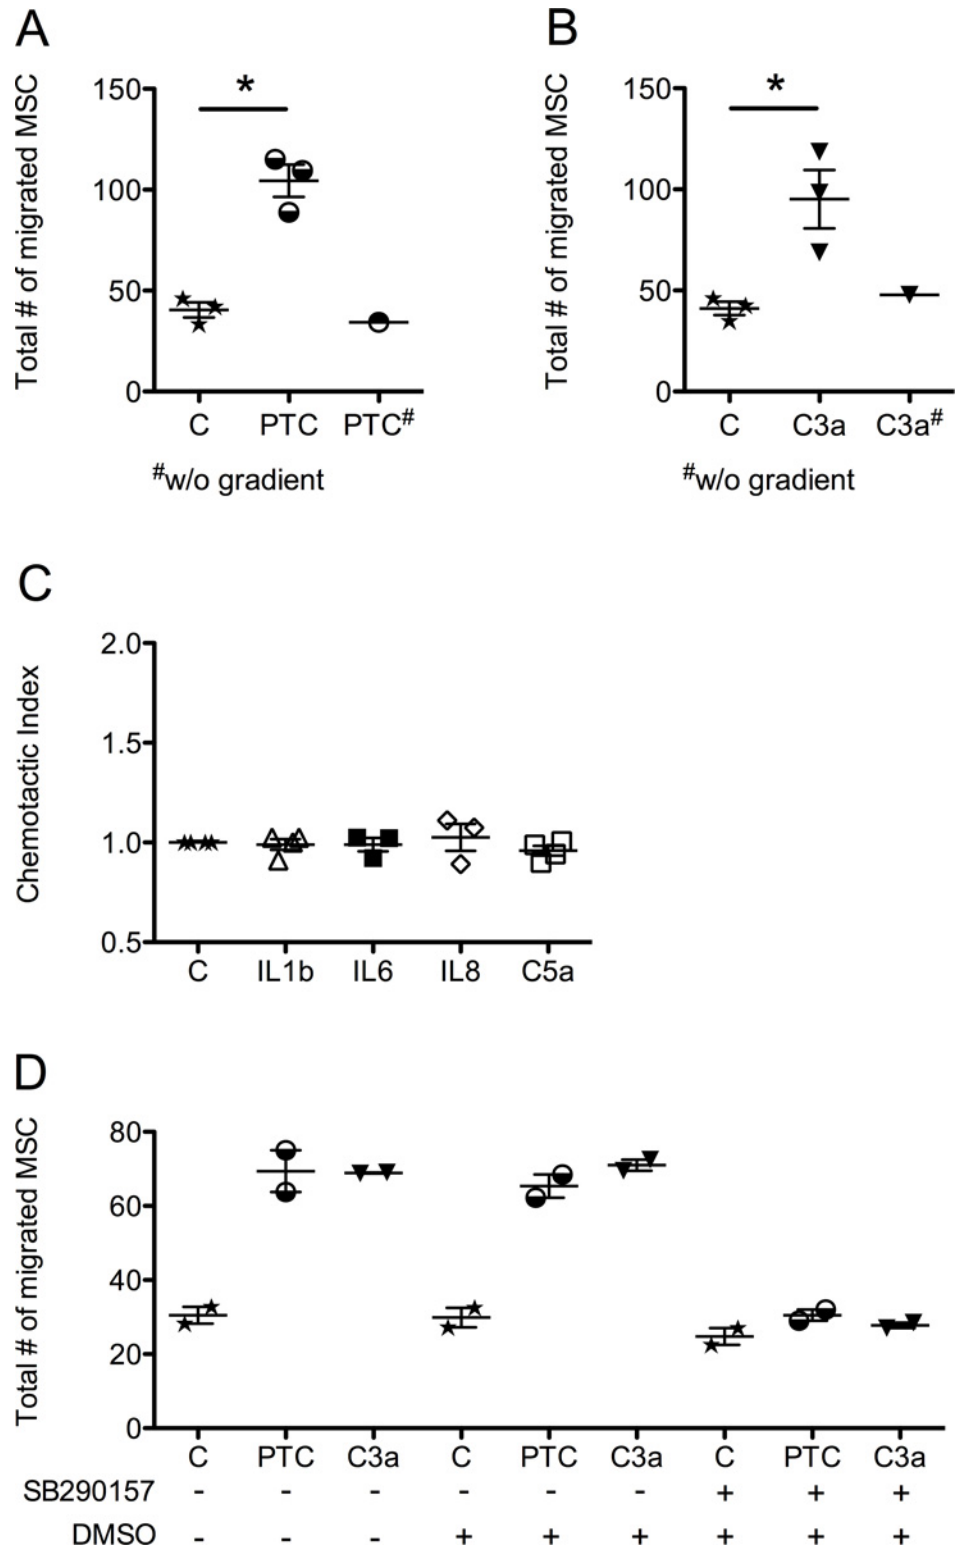 A
Total # of migrated MSC
150
100
50
0
*
C PTC PTC#
#w/o gradient
B
Total # of migrated MSC
150
100
50
0
*
C C3a C3a#
#w/o gradient
C
Chemotactic Index
2.0
1.5
1.0
0.5
C IL1b IL6 IL8 C5a
D
Total # of migrated MSC
80
60
40
20
0
C PTC C3a C PTC C3a C PTC C3a
SB290157 - - - - - - + + +
DMSO - - - + + + + + +